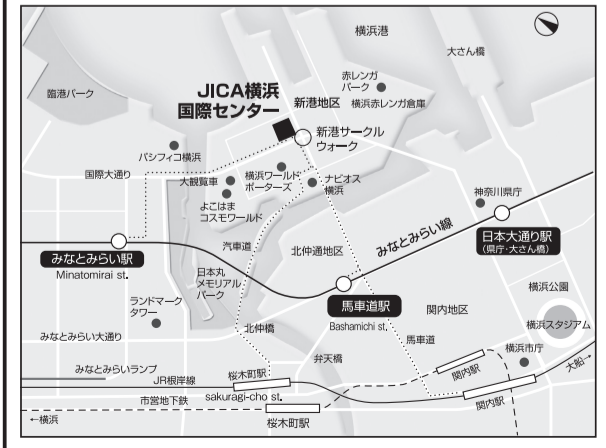 横浜港
大さん橋
臨港パーク
赤レンガ
パーク
JICA横浜
国際センター
新港地区
横浜赤レンガ倉庫
新港サークル
ウォーク
パシフィコ横浜
国際大通り
大観覧車
横浜ワールド
ポーターズ
ナビオス
横浜
よこはま
コスモワールド
神奈川県庁
汽車道
北仲通地区
みなとみらい線
日本大通り駅
(県庁・大さん橋)
みなとみらい駅
Minatomirai st.
日本丸
メモリアル
パーク
馬車道駅
Bashamichi st.
関内地区
横浜公園
ランドマーク
タワー
横浜スタジアム
みなとみらい大通り
北仲橋
馬車道
弁天橋
横浜市庁
大船→
みなとみらいランプ
JR根岸線
桜木町駅
sakuragi-cho st.
関内駅
市営地下鉄
関内駅
←横浜
桜木町駅